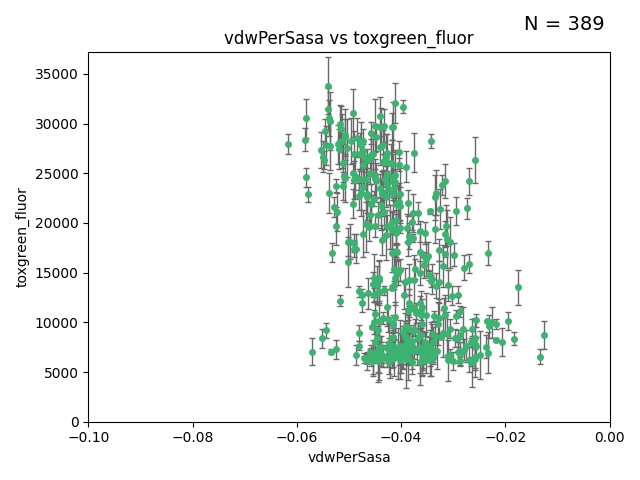 N = 389
vdwPerSasa vs toxgreen_fluor
35000
30000
25000
20000
15000
10000
5000
0
toxgreen_fluor
−0.10 −0.08 −0.06 −0.04 −0.02 0.00
vdwPerSasa